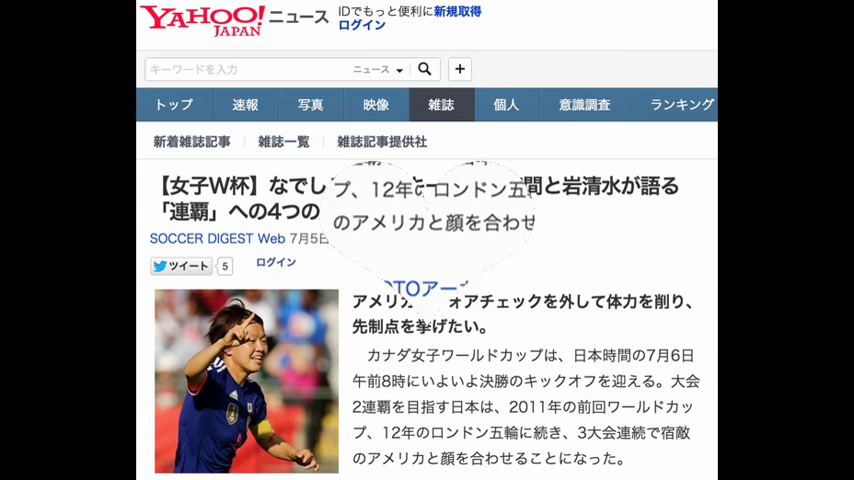 YAHOO! ニュース
JAPAN
IDでもっと便利に新規取得
ログイン
キーワードを入力
ニュース
トップ 速報 写真 映像 雑誌 個人 意識調査 ランキング
新着雑誌記事 雑誌一覧 雑誌記事提供社
【女子W杯】なでし
間と岩清水が語る
「連覇」への4つの
プ、12年
ロンドン五
のアメリカと顔を合わせ
SOCCER DIGEST Web 7月5日
ツイート 5
ログイン
OTOアー
アメリカ
ォアチェックを外して体力を削り、
先制点を挙げたい。
カナダ女子ワールドカップは、日本時間の7月6日
午前8時にいよいよ決勝のキックオフを迎える。大会
2連覇を目指す日本は、2011年の前回ワールドカッ
プ、12年のロンドン五輪に続き、3大会連続で宿敵
のアメリカと顔を合わせることになった。